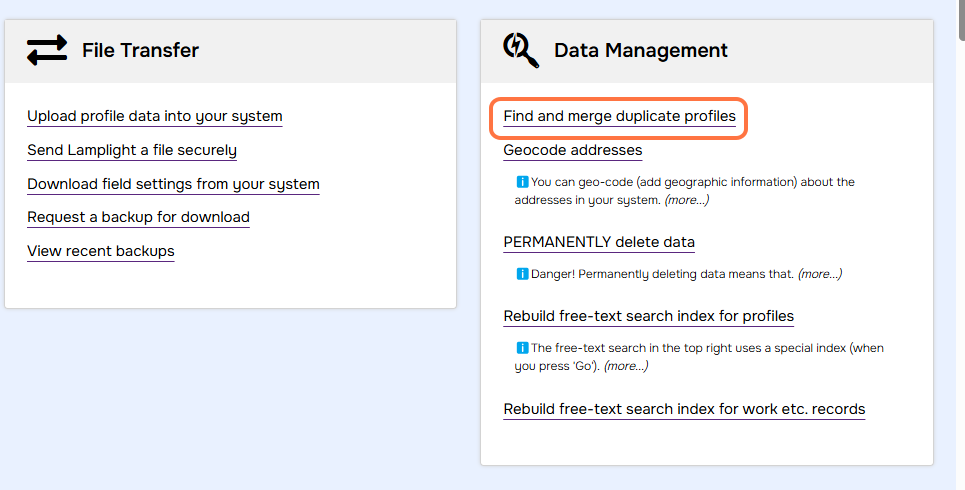 File Transfer
Upload profile data into your system
Send Lamplight a file securely
Download field settings from your system
Request a backup for download
View recent backups
Data Management
Find and merge duplicate profiles
Geocode addresses
i You can geo-code (add geographic information) about the
addresses in your system. (more...)
PERMANENTLY delete data
i Danger! Permanently deleting data means that. (more...)
Rebuild free-text search index for profiles
i The free-text search in the top right uses a special index (when
you press 'Go'). (more...)
Rebuild free-text search index for work etc. records